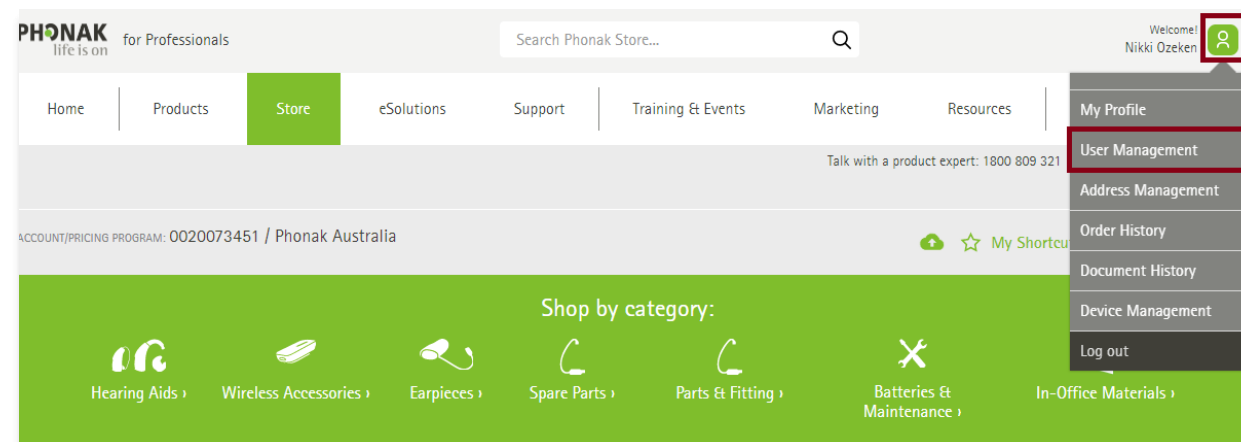 PHONAK
life is on
for Professionals
Search Phonak Store...
Welcome!
Nikki Ozeken
Home
Products
Store
eSolutions
Support
Training & Events
Marketing
Resources
My Profile
User Management
Address Management
Order History
Document History
Device Management
Log out
Talk with a product expert: 1800 809 321
ACCOUNT/PRICING PROGRAM: 0020073451 / Phonak Australia
My Shortcu
Shop by category:
Hearing Aids ›
Wireless Accessories ›
Earpieces ›
Spare Parts ›
Parts & Fitting ›
Batteries &
Maintenance ›
In-Office Materials ›